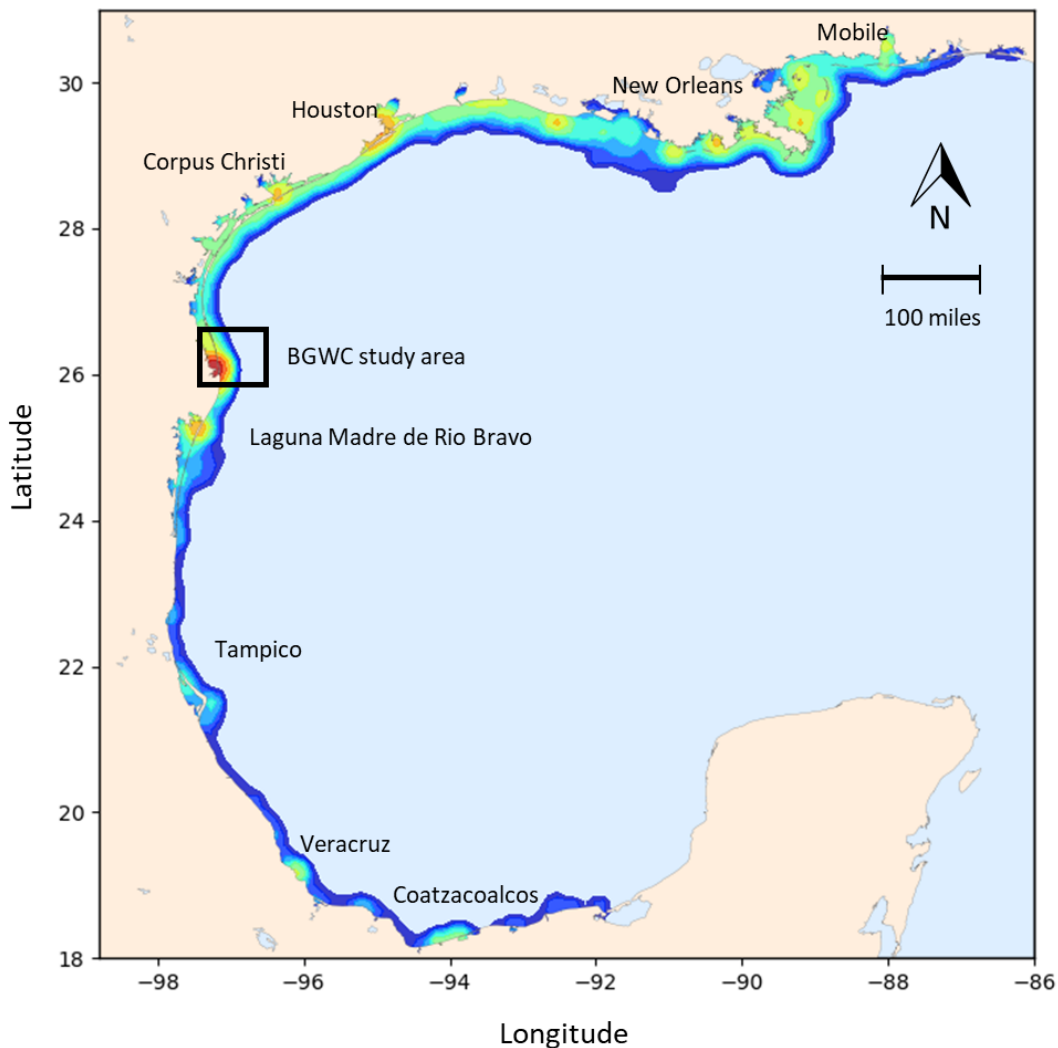 Mobile
New Orleans
Houston
Corpus Christi
N
100 miles
BGWC study area
Laguna Madre de Rio Bravo
Tampico
Veracruz
Coatzacoalcos
30
28
26
24
22
20
18
Latitude
−98
−96
−94
−92
−90
−88
−86
Longitude